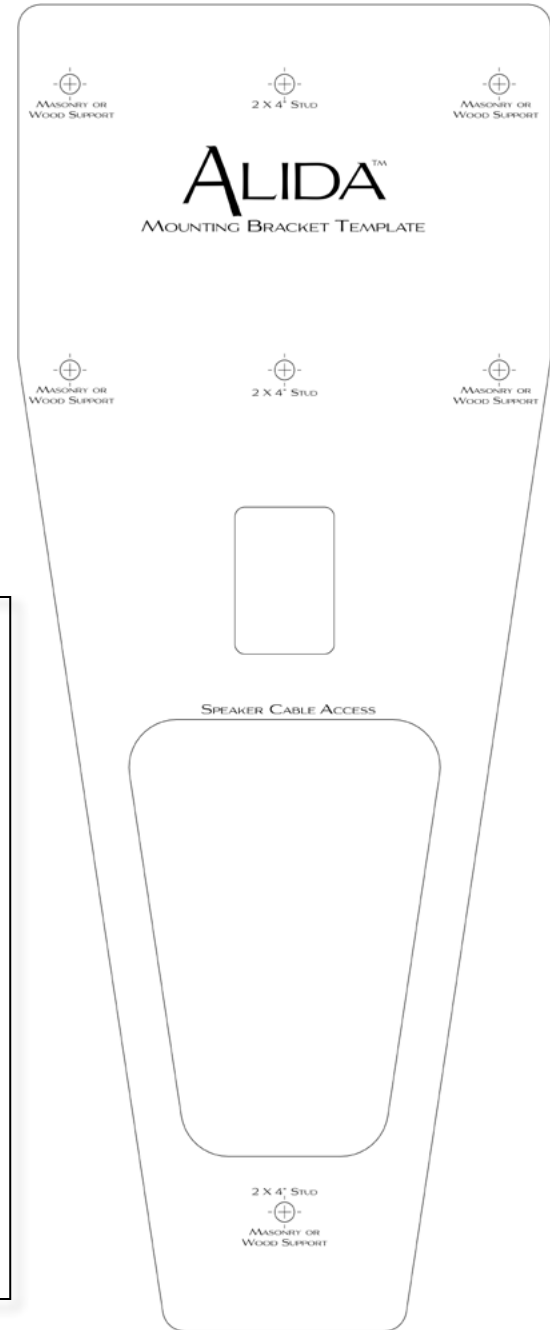 MASONRY OR
WOOD SUPPORT
2 X 4" STUD
MASONRY OR
WOOD SUPPORT
ALIDA™
MOUNTING BRACKET TEMPLATE
MASONRY OR
WOOD SUPPORT
2 X 4" STUD
MASONRY OR
WOOD SUPPORT
SPEAKER CABLE ACCESS
2 X 4" STUD
MASONRY OR
WOOD SUPPORT